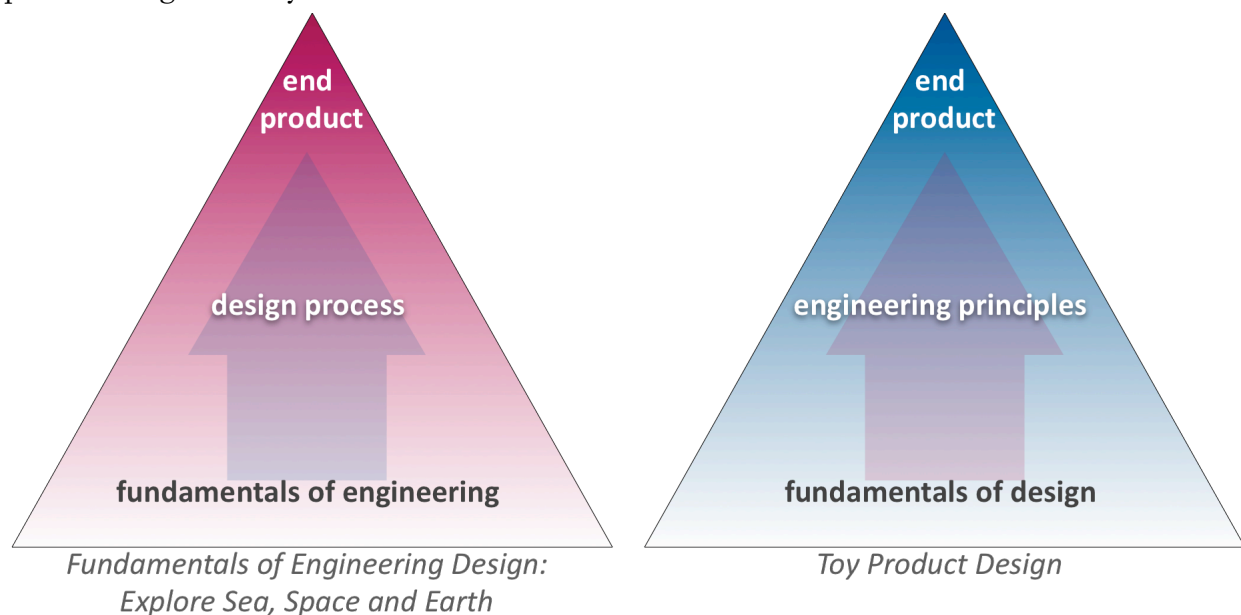 end
product
design process
fundamentals of engineering
Fundamentals of Engineering Design:
Explore Sea, Space and Earth
end
product
engineering principles
fundamentals of design
Toy Product Design